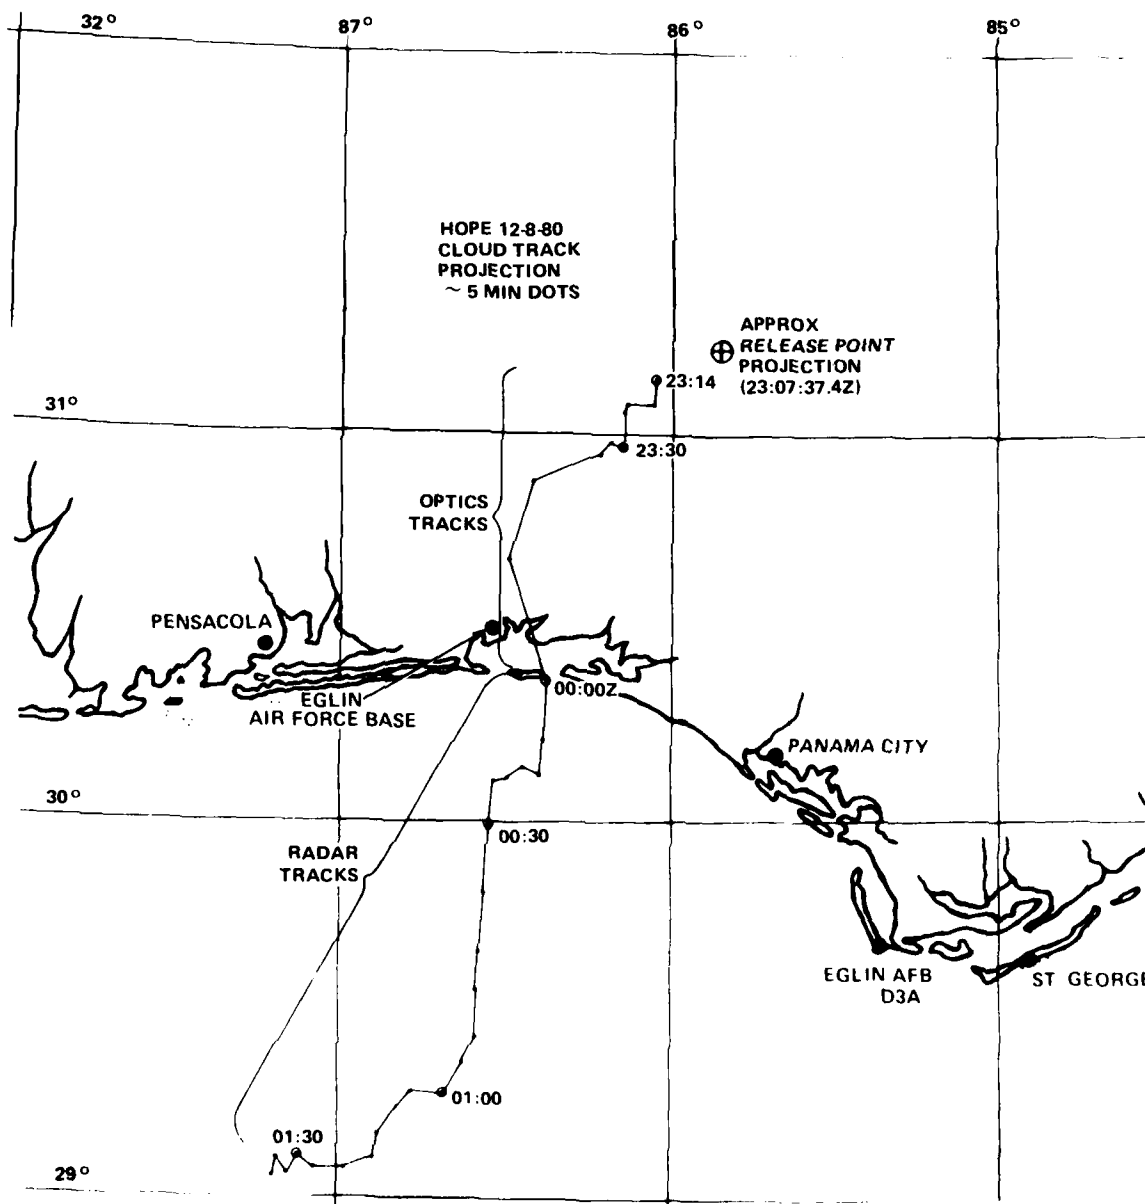 32°
87°
86°
85°
HOPE 12-8-80
CLOUD TRACK
PROJECTION
~ 5 MIN DOTS
APPROX
RELEASE POINT
PROJECTION
(23:07:37.4Z)
23:14
31°
23:30
OPTICS
TRACKS
PENSACOLA
EGLIN
AIR FORCE BASE
00:00Z
PANAMA CITY
30°
00:30
RADAR
TRACKS
EGLIN AFB
D3A
ST GEORGE
01:00
01:30
29°